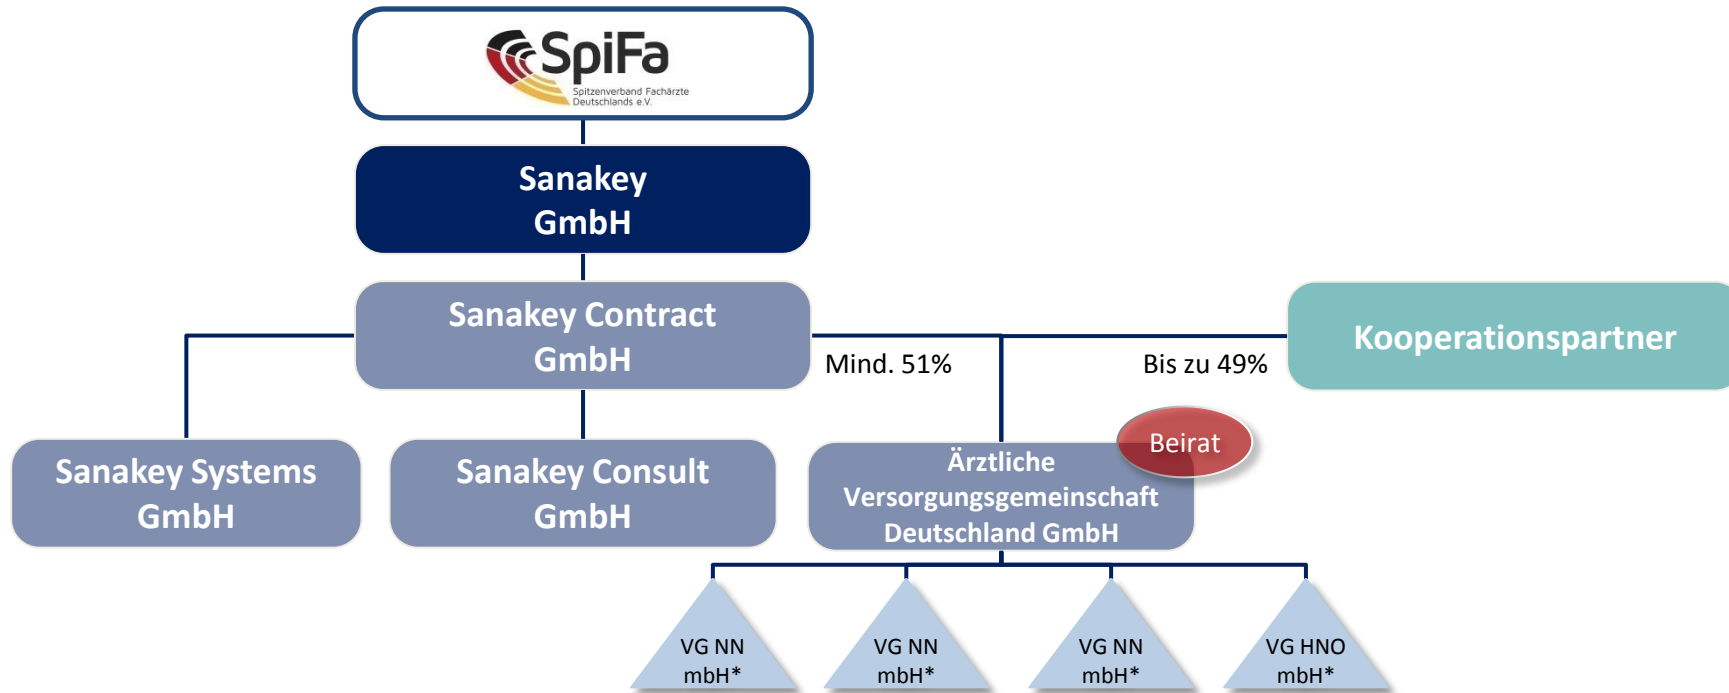 SpiFa
Spitzenverband Fachärzte
Deutschlands e.V.
Sanakey
GmbH
Sanakey Contract
GmbH
Kooperationspartner
Mind. 51%
Bis zu 49%
Beirat
Sanakey Systems
GmbH
Sanakey Consult
GmbH
Ärztliche
Versorgungsgemeinschaft
Deutschland GmbH
VG NN
mbH*
VG NN
mbH*
VG NN
mbH*
VG HNO
mbH*